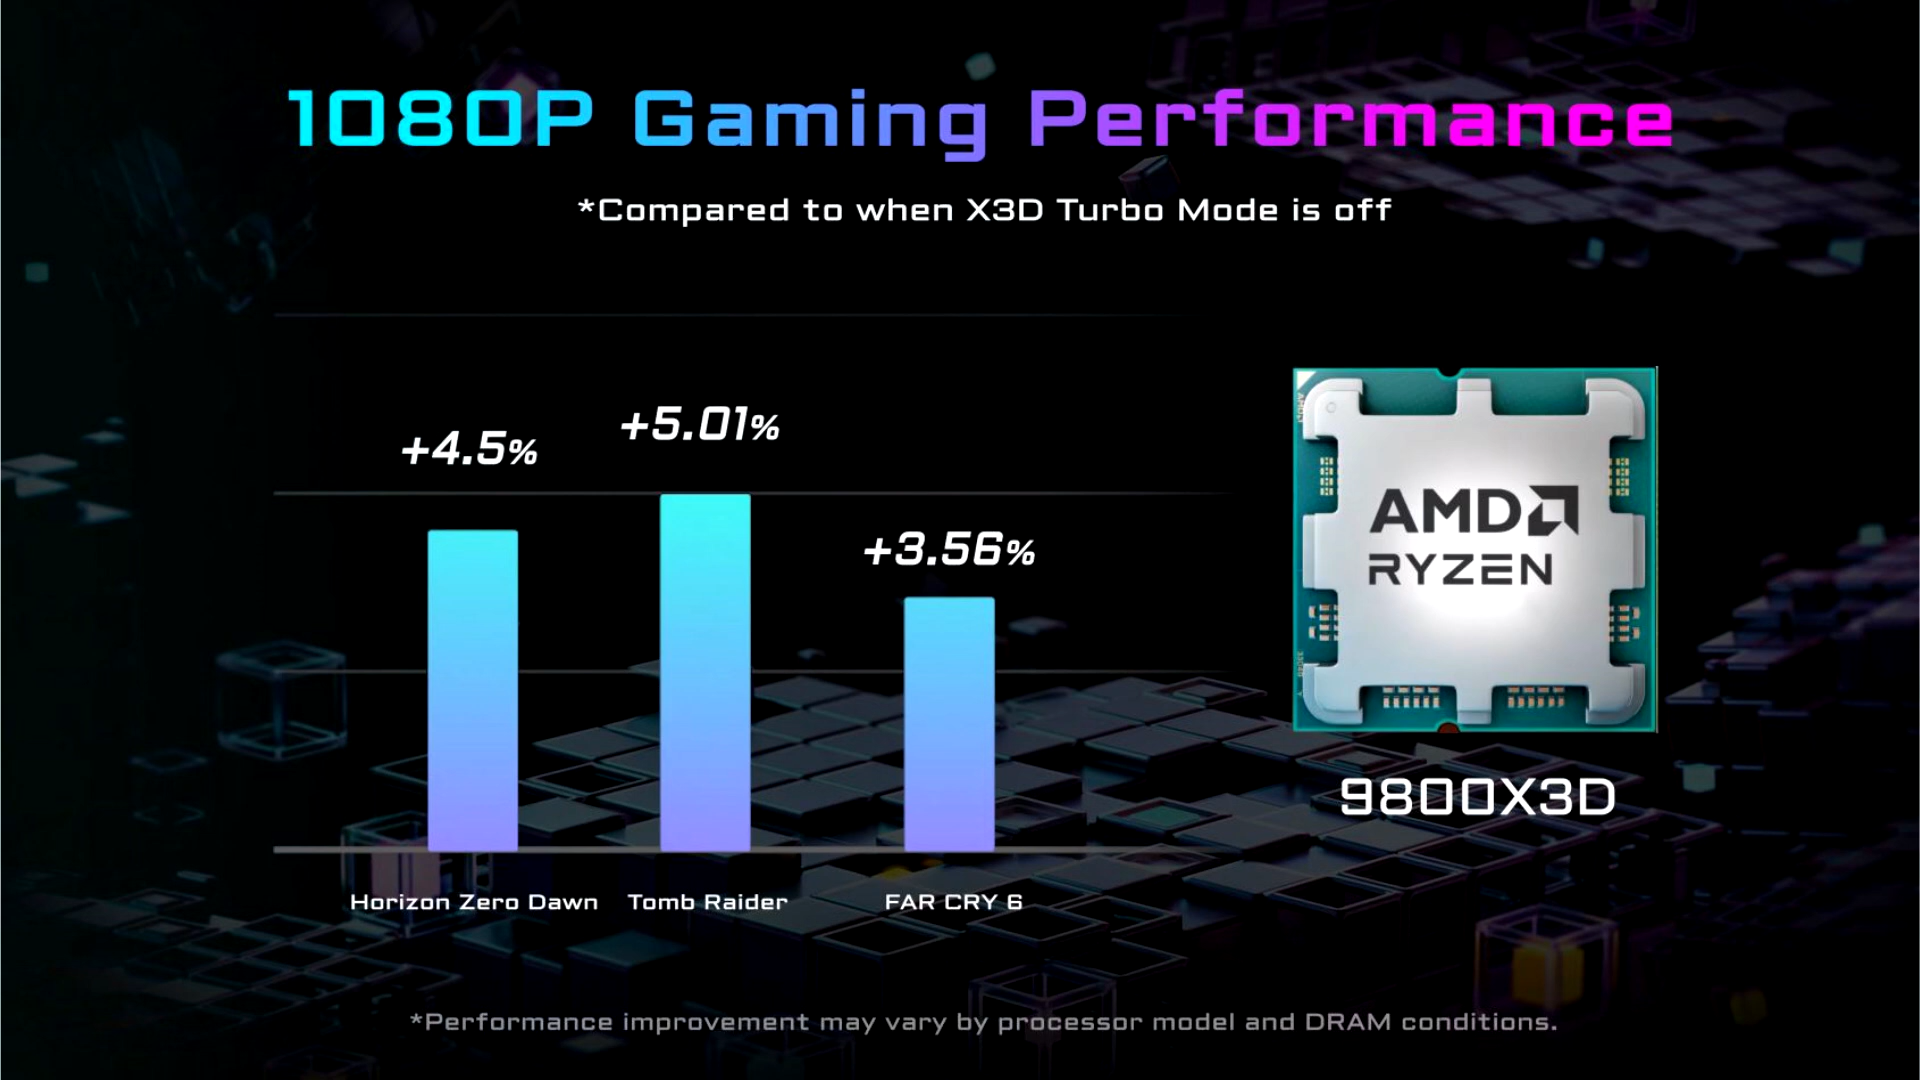 1080P Gaming Performance
*Compared to when X3D Turbo Mode is off
+4.5%
+5.01%
+3.56%
Horizon Zero Dawn
Tomb Raider
FAR CRY 6
AMD
RYZEN
9800X3D
*Performance improvement may vary by processor model and DRAM conditions.